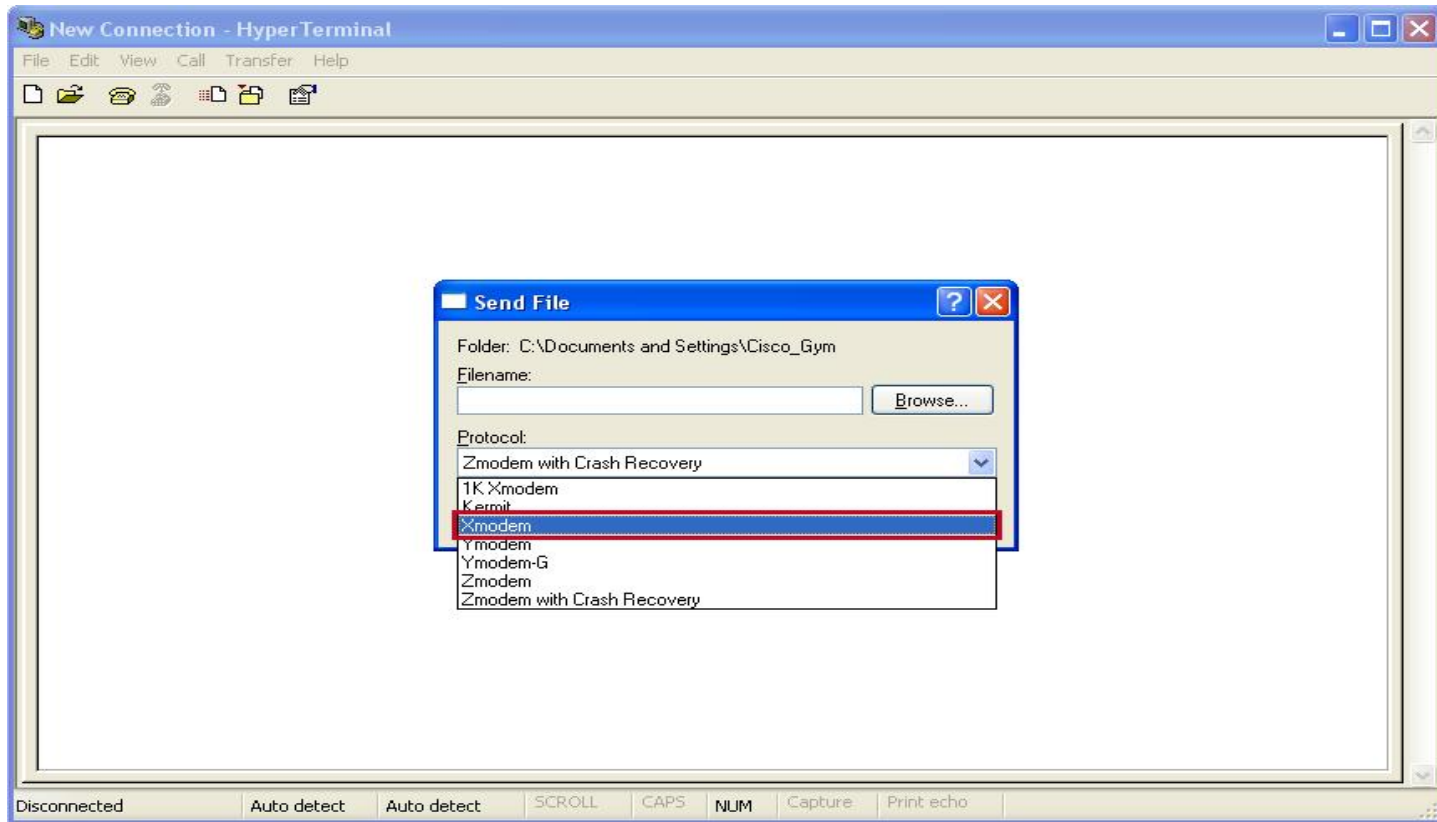 New Connection - HyperTerminal
File Edit View Call Transfer Help
Send File
Folder: C:\Documents and Settings\Cisco_Gym
Filename:
Browse...
Protocol:
Zmodem with Crash Recovery
1K Xmodem
Kermit
Xmodem
Ymodem
Ymodem-G
Zmodem
Zmodem with Crash Recovery
Disconnected Auto detect Auto detect SCROLL CAPS NUM Capture Print echo